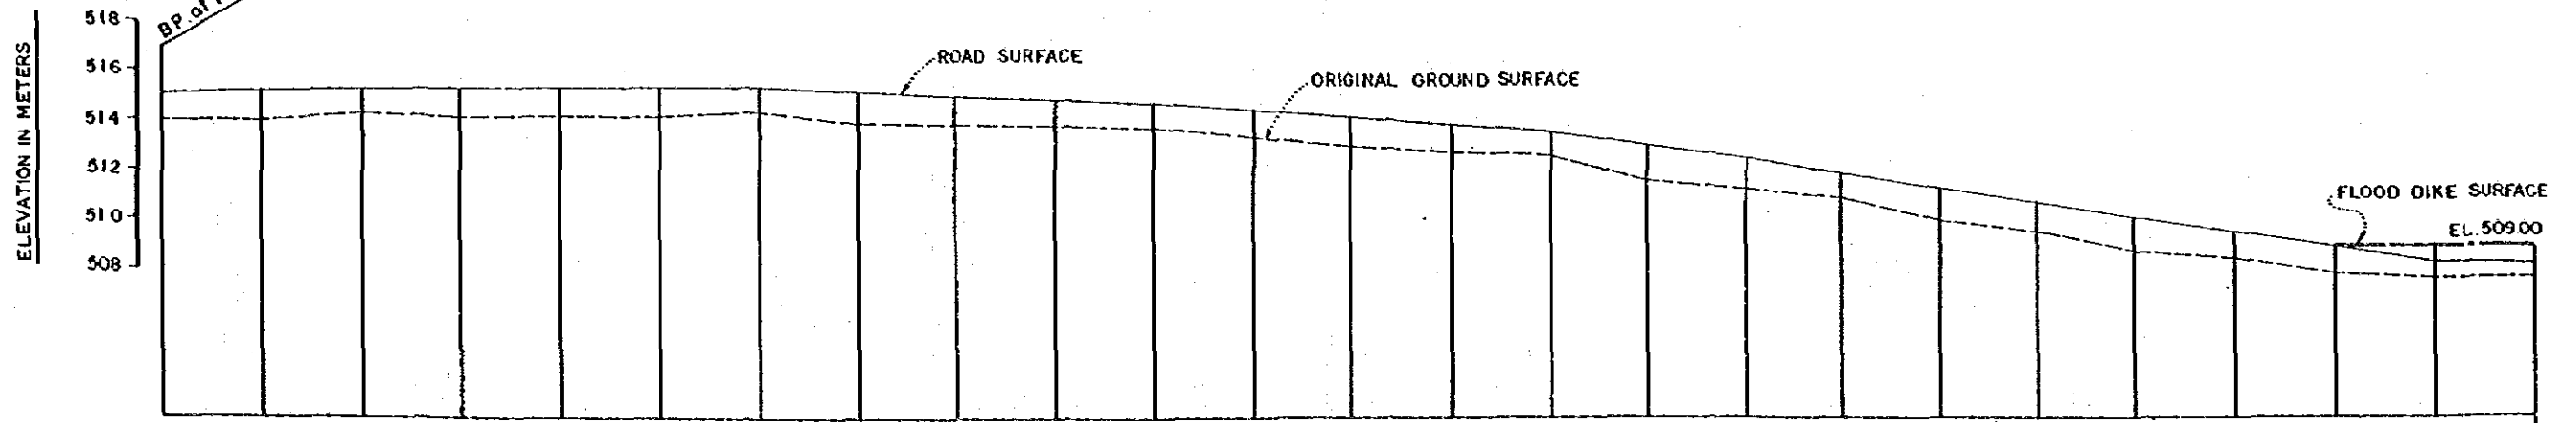 ELEVATION IN METERS
518
516
514
512
510
508
B.P. of
ROAD SURFACE
ORIGINAL GROUND SURFACE
FLOOD DIKE SURFACE
EL. 509.00